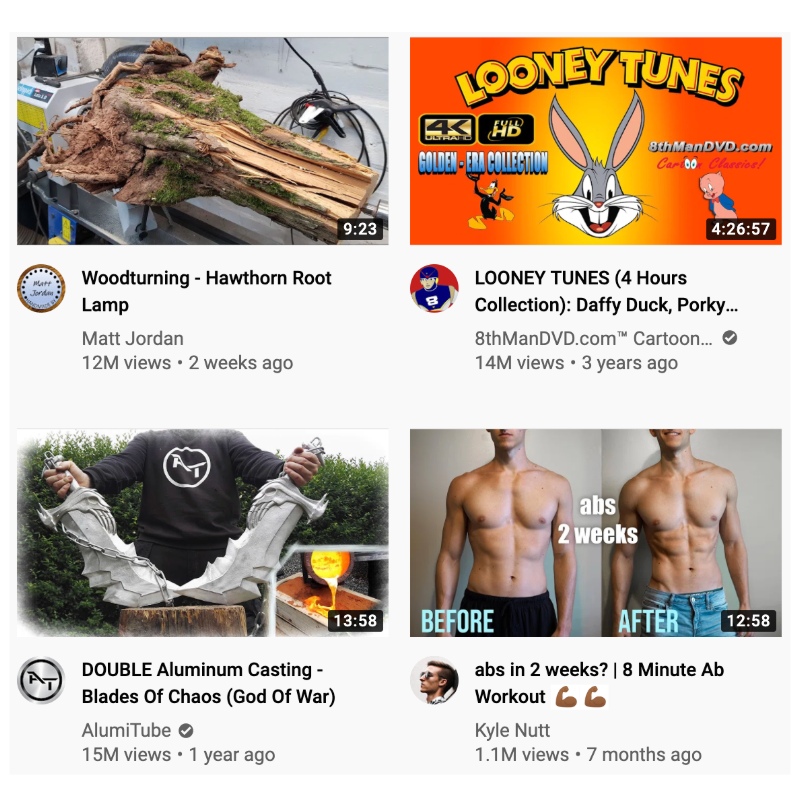 9:23
Woodturning - Hawthorn Root
Lamp
Matt Jordan
12M views • 2 weeks ago
LOONEY TUNES
4K FULL HD
ULTRA HD
GOLDEN - ERA COLLECTION
8thManDVD.com
Cartoon Classics!
4:26:57
LOONEY TUNES (4 Hours
Collection): Daffy Duck, Porky…
8thManDVD.com™ Cartoon…
14M views • 3 years ago
Matt
Jordan
B
AT
13:58
DOUBLE Aluminum Casting -
Blades Of Chaos (God Of War)
AlumiTube
15M views • 1 year ago
AT
abs
2 weeks
BEFORE
AFTER
12:58
abs in 2 weeks? | 8 Minute Ab
Workout 💪🏾 💪🏾
Kyle Nutt
1.1M views • 7 months ago